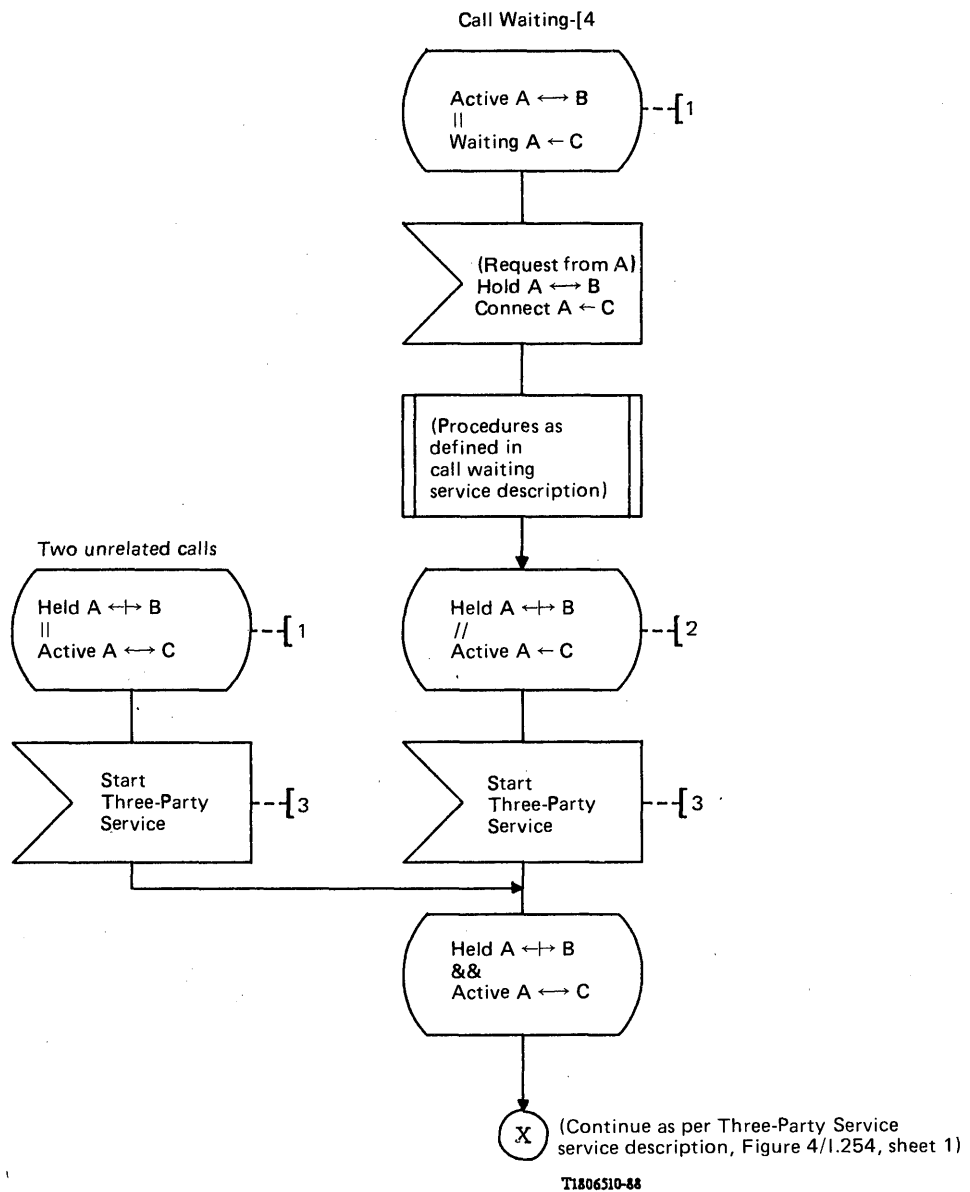 Call Waiting-[4
Active A ←→ B
||
Waiting A ← C
[1
(Request from A)
Hold A ←→ B
Connect A ← C
(Procedures as
defined in
call waiting
service description)
Two unrelated calls
Held A ←|→ B
||
Active A ←→ C
[1
Held A ←|→ B
//
Active A ← C
[2
Start
Three-Party
Service
[3
Start
Three-Party
Service
[3
Held A ←|→ B
&&
Active A ←→ C
X
(Continue as per Three-Party Service
service description, Figure 4/I.254, sheet 1)
T1806510-88